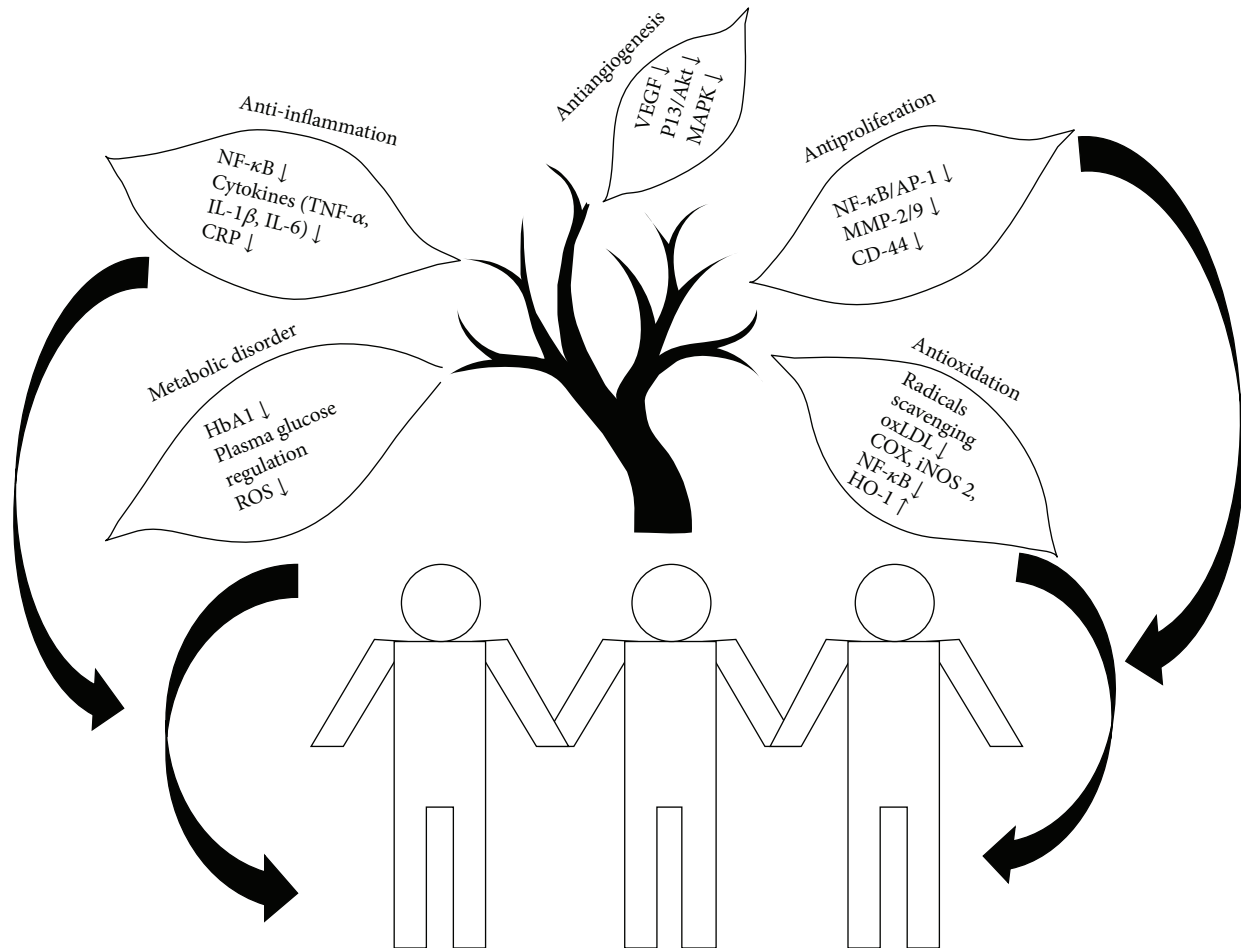 Antiangiogenesis
VEGF ↓
P13/Akt ↓
MAPK ↓
Anti-inflammation
NF-κB ↓
Cytokines (TNF-α,
IL-1β, IL-6) ↓
CRP ↓
Antiproliferation
NF-κB/AP-1 ↓
MMP-2/9 ↓
CD-44 ↓
Metabolic disorder
HbA1 ↓
Plasma glucose
regulation
ROS ↓
Antioxidation
Radicals
scavenging
oxLDL ↓
COX, iNOS 2,
NF-κB ↓
HO-1 ↑